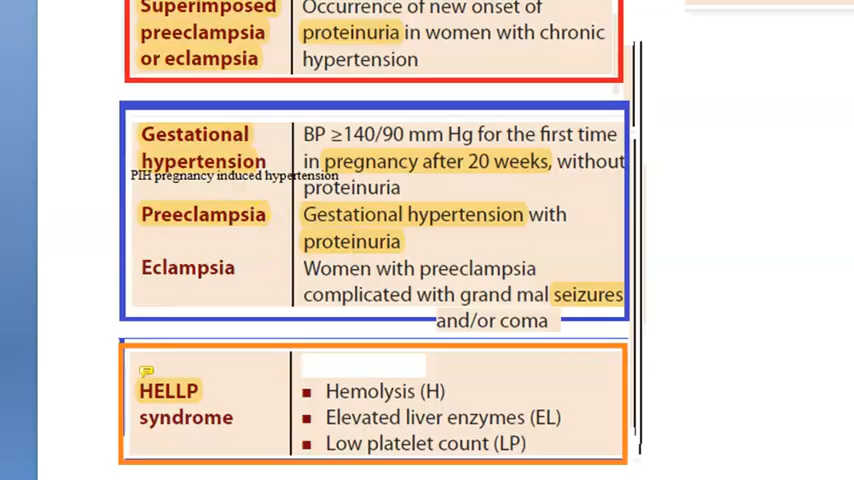 Superimposed
preeclampsia
or eclampsia
Occurrence of new onset of
proteinuria in women with chronic
hypertension
Gestational
hypertension
PIH pregnancy induced hypertension
BP ≥140/90 mm Hg for the first time
in pregnancy after 20 weeks, without
proteinuria
Preeclampsia
Gestational hypertension with
proteinuria
Eclampsia
Women with preeclampsia
complicated with grand mal seizures
and/or coma
HELLP
syndrome
■ Hemolysis (H)
■ Elevated liver enzymes (EL)
■ Low platelet count (LP)